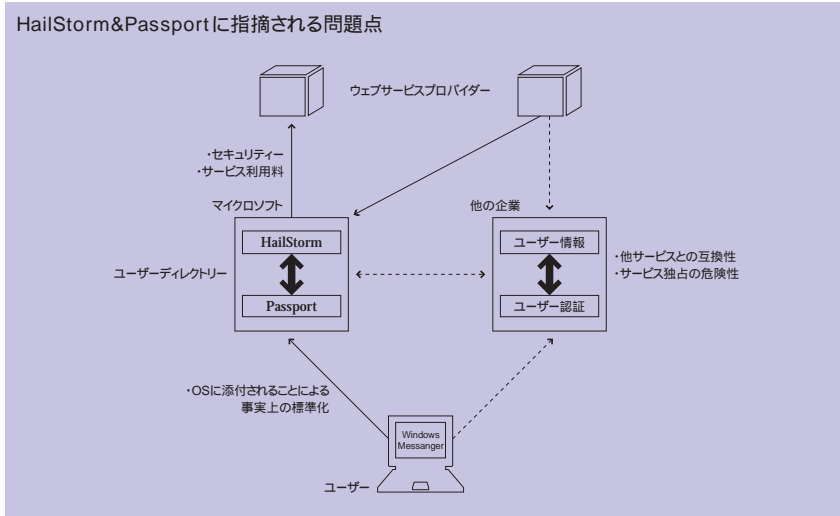 HailStorm&Passportに指摘される問題点
ウェブサービスプロバイダー
・セキュリティー
・サービス利用料
マイクロソフト
他の企業
HailStorm
ユーザー情報
ユーザーディレクトリー
・他サービスとの互換性
・サービス独占の危険性
Passport
ユーザー認証
・OSに添付されることによる
事実上の標準化
Windows
Messanger
ユーザー